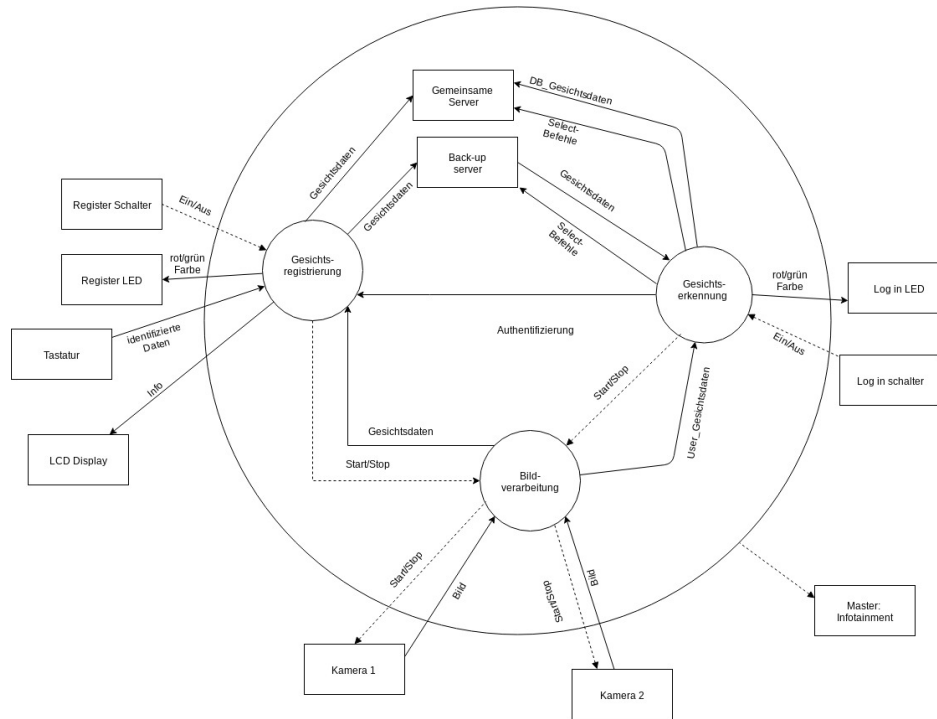 DB_Gesichtsdaten
Gemeinsame
Server
Select-
Befehle
Gesichtsdaten
Back-up
server
Gesichtsdaten
Gesichtsdaten
Register Schalter
Ein/Aus
Select-
Befehle
Gesichts-
registrierung
rot/grün
Farbe
Register LED
Gesichts-
erkennung
rot/grün
Farbe
Log in LED
identifizierte
Daten
Tastatur
Authentifizierung
Ein/Aus
Log in schalter
Info
Start/Stop
User_Gesichtsdaten
Gesichtsdaten
LCD Display
Start/Stop
Bild-
verarbeitung
Start/Stop
Bild
Start/Stop
Bild
Master:
Infotainment
Kamera 1
Kamera 2